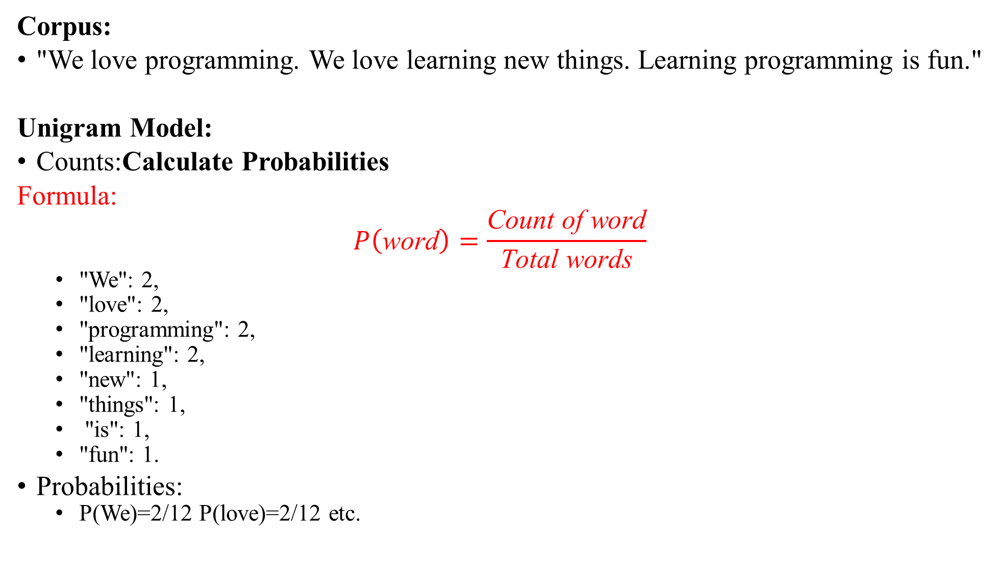 Corpus:
• "We love programming. We love learning new things. Learning programming is fun."
Unigram Model:
• Counts:Calculate Probabilities
Formula:
P(word) = Count of word / Total words
• "We": 2,
• "love": 2,
• "programming": 2,
• "learning": 2,
• "new": 1,
• "things": 1,
• "is": 1,
• "fun": 1.
• Probabilities:
• P(We)=2/12 P(love)=2/12 etc.